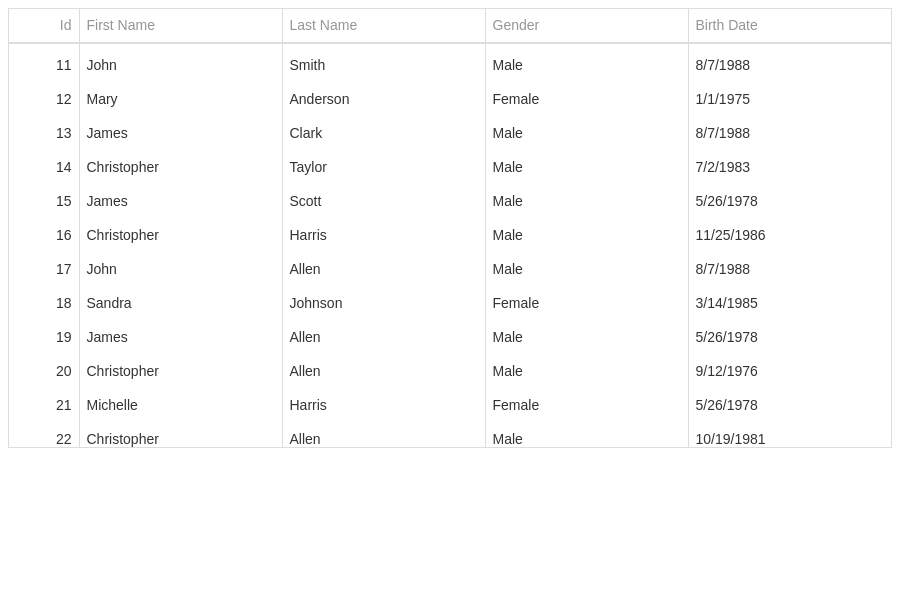 Id First Name Last Name Gender Birth Date
11 John Smith Male 8/7/1988
12 Mary Anderson Female 1/1/1975
13 James Clark Male 8/7/1988
14 Christopher Taylor Male 7/2/1983
15 James Scott Male 5/26/1978
16 Christopher Harris Male 11/25/1986
17 John Allen Male 8/7/1988
18 Sandra Johnson Female 3/14/1985
19 James Allen Male 5/26/1978
20 Christopher Allen Male 9/12/1976
21 Michelle Harris Female 5/26/1978
22 Christopher Allen Male 10/19/1981